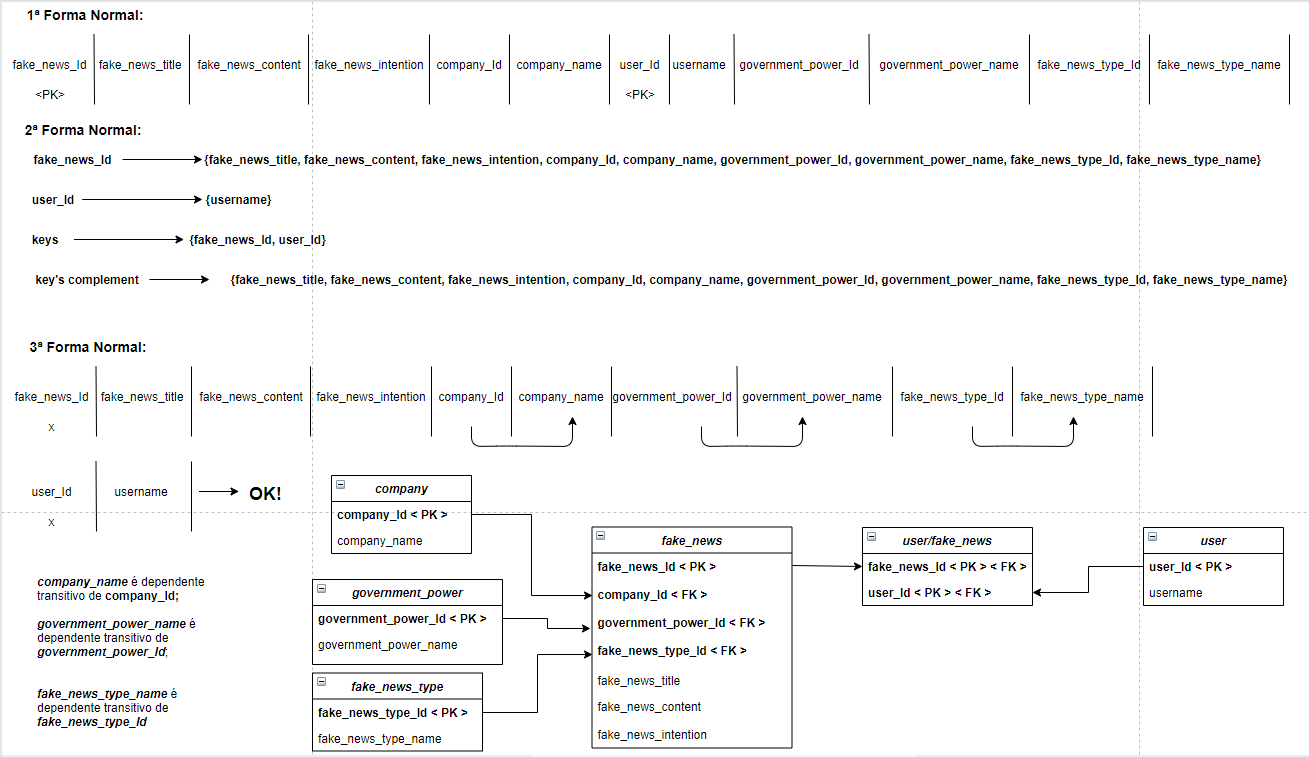 1ª Forma Normal:
fake_news_Id fake_news_title fake_news_content fake_news_intention company_Id company_name user_Id username government_power_Id government_power_name fake_news_type_Id fake_news_type_name
<PK> <PK>
2ª Forma Normal:
fake_news_Id {fake_news_title, fake_news_content, fake_news_intention, company_Id, company_name, government_power_Id, government_power_name, fake_news_type_Id, fake_news_type_name}
user_Id {username}
keys {fake_news_Id, user_Id}
key's complement {fake_news_title, fake_news_content, fake_news_intention, company_Id, company_name, government_power_Id, government_power_name, fake_news_type_Id, fake_news_type_name}
3ª Forma Normal:
fake_news_Id fake_news_title fake_news_content fake_news_intention company_Id company_name government_power_Id government_power_name fake_news_type_Id fake_news_type_name
x
user_Id username OK!
x
company_name é dependente
transitivo de company_Id;
government_power_name é
dependente transitivo de
government_power_Id;
fake_news_type_name é
dependente transitivo de
fake_news_type_Id
company
company_Id < PK >
company_name
government_power
government_power_Id < PK >
government_power_name
fake_news_type
fake_news_type_Id < PK >
fake_news_type_name
fake_news
fake_news_Id < PK >
company_Id < FK >
government_power_Id < FK >
fake_news_type_Id < FK >
fake_news_title
fake_news_content
fake_news_intention
user/fake_news
fake_news_Id < PK > < FK >
user_Id < PK > < FK >
user
user_Id < PK >
username